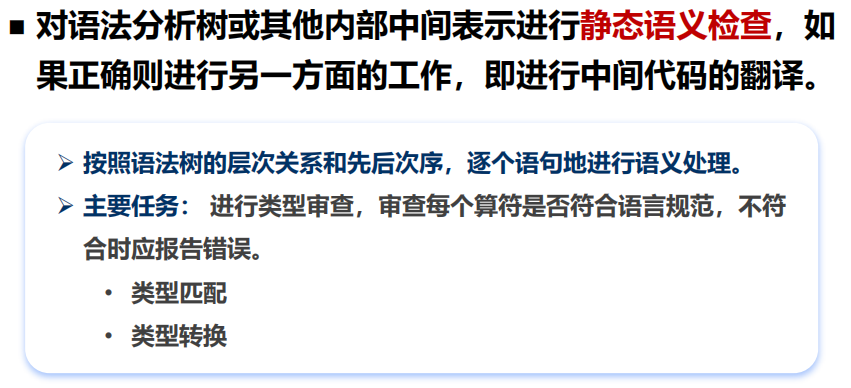 ▪ 对语法分析树或其他内部中间表示进行静态语义检查，如
果正确则进行另一方面的工作，即进行中间代码的翻译。
➢ 按照语法树的层次关系和先后次序，逐个语句地进行语义处理。
➢ 主要任务： 进行类型审查，审查每个算符是否符合语言规范，不符
合时应报告错误。
• 类型匹配
• 类型转换